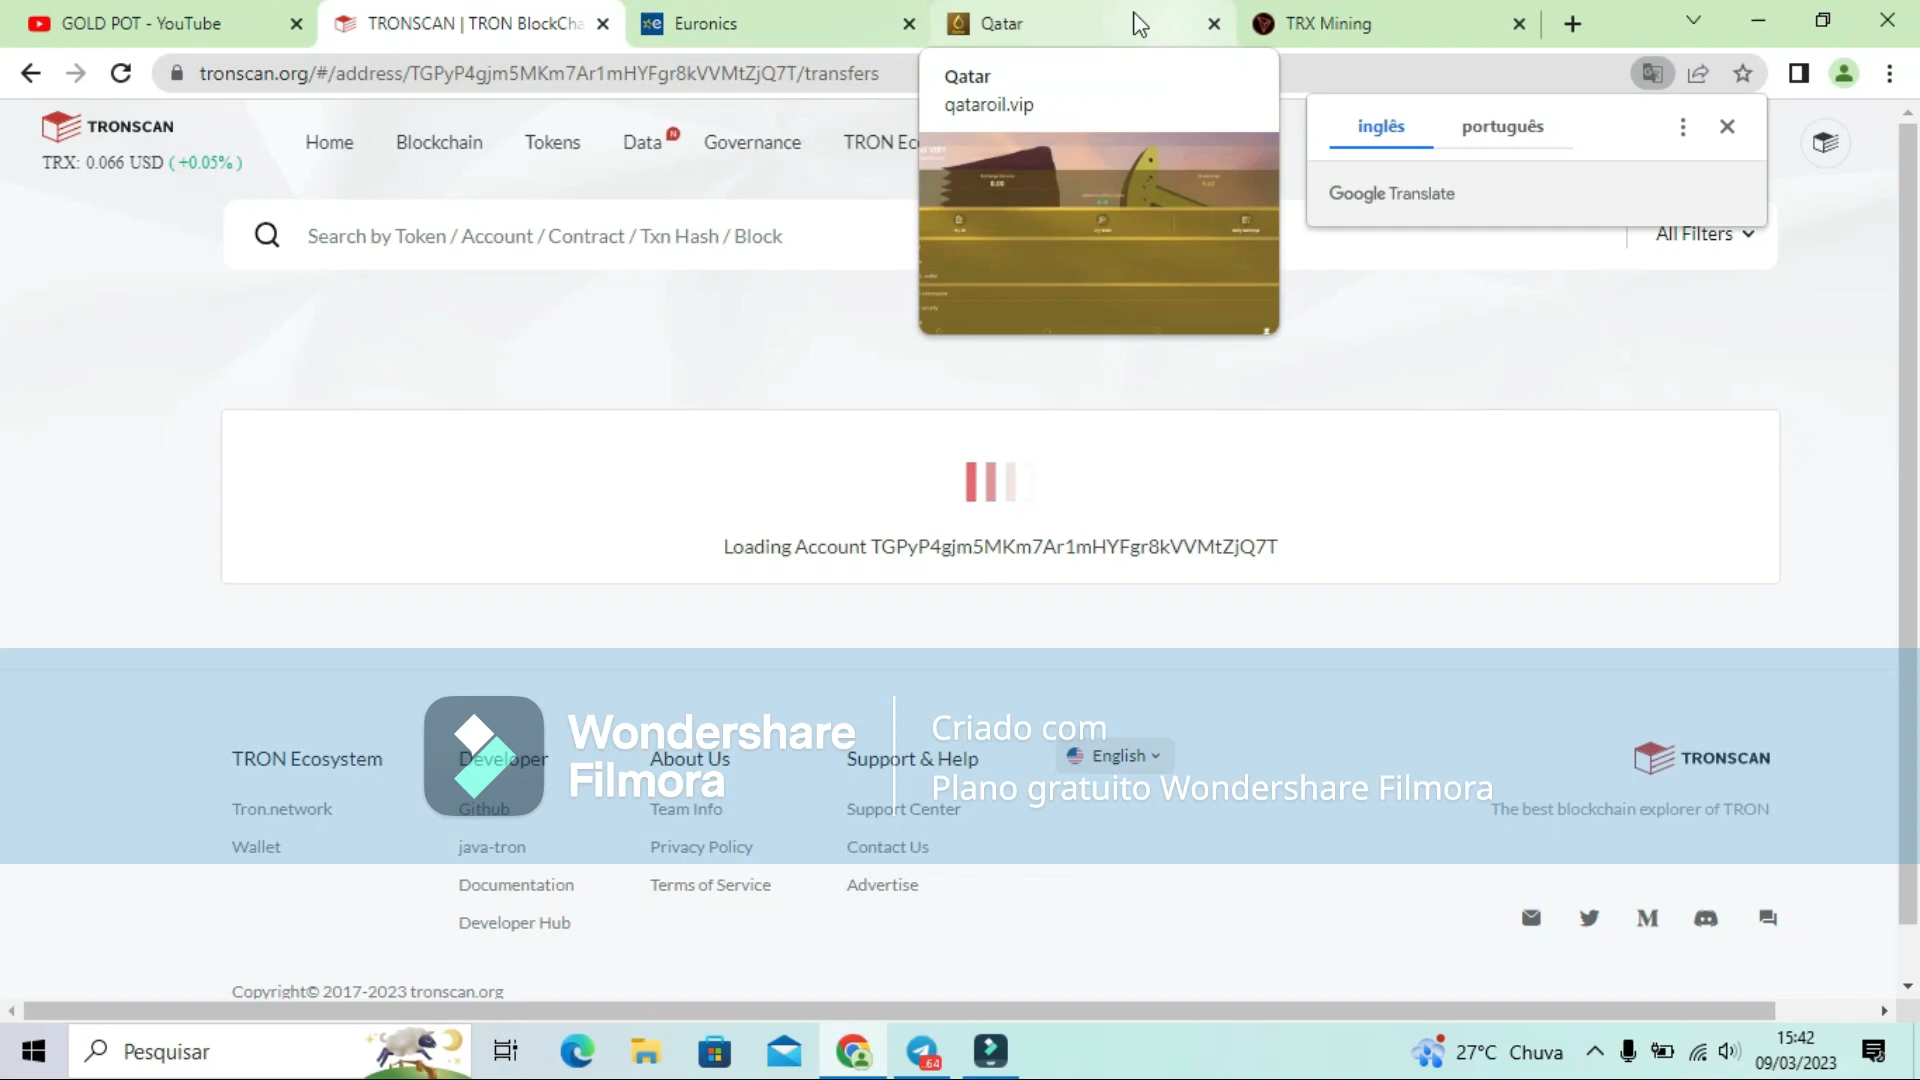 GOLD POT - YouTube
TRONSCAN | TRON BlockCha
Euronics
Qatar
TRX Mining
tronscan.org/#/address/TGPyP4gjm5MKm7Ar1mHYFgr8kVVMtZjQ7T/transfers
Qatar
qataroil.vip
TRONSCAN
TRX: 0.066 USD ( +0.05% )
Home
Blockchain
Tokens
Data
N
Governance
TRON Ec
inglês
português
Google Translate
Search by Token / Account / Contract / Txn Hash / Block
All Filters
0.00
Loading Account TGPyP4gjm5MKm7Ar1mHYFgr8kVVMtZjQ7T
Wondershare
Filmora
Criado com
Plano gratuito Wondershare Filmora
TRON Ecosystem
Developer
About Us
Support & Help
English
TRONSCAN
Tron.network
Github
Team Info
Support Center
The best blockchain explorer of TRON
Wallet
java-tron
Privacy Policy
Contact Us
Documentation
Terms of Service
Advertise
Developer Hub
Copyright© 2017-2023 tronscan.org
Pesquisar
64
27°C Chuva
15:42
09/03/2023